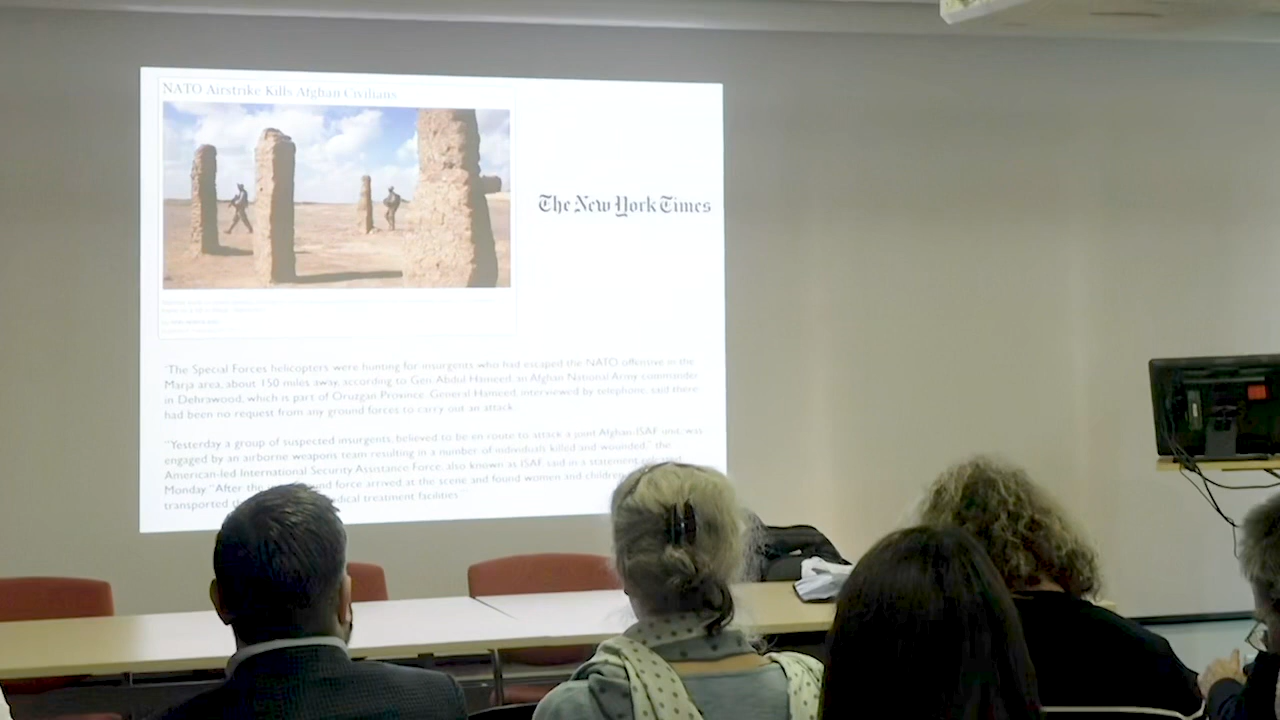 NATO Airstrike Kills Afghan Civilians
The New York Times
"The Special Forces helicopters were hunting for insurgents who had escaped the NATO offensive in the
Marja area, about 150 miles away, according to Gen. Abdul Hameed, an Afghan National Army commander
in Dehrawood, which is part of Oruzgan Province. General Hameed, interviewed by telephone, said there
had been no request from any ground forces to carry out an attack.
"Yesterday a group of suspected insurgents, believed to be en route to attack a joint Afghan-ISAF unit, was
engaged by an airborne weapons team resulting in a number of individuals killed and wounded," the
American-led International Security Assistance Force, also known as ISAF said in a statement
Monday. "After the force arrived at the scene and found women and children
transported medical treatment facilities."